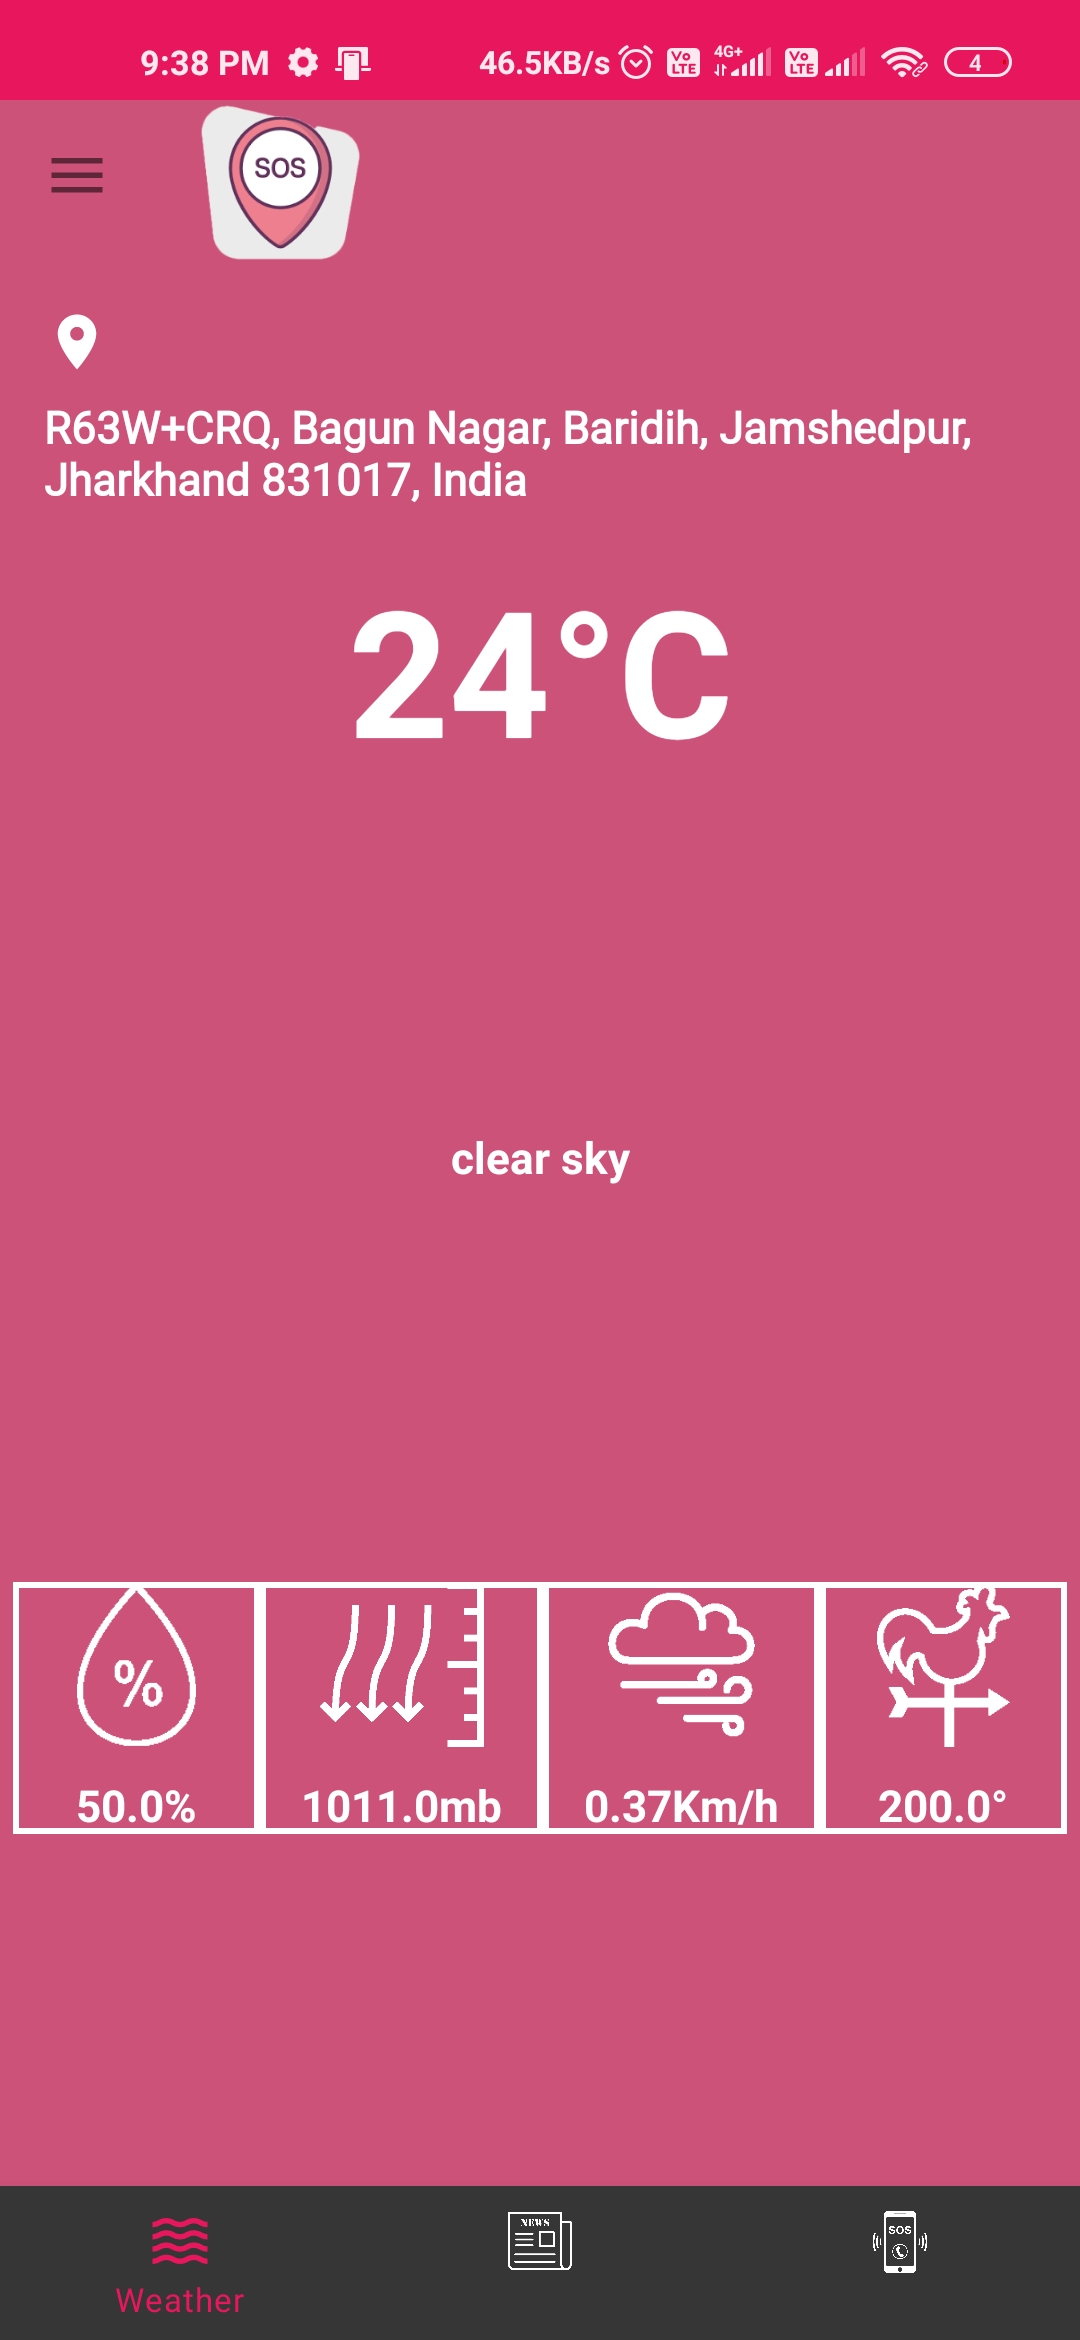 9:38 PM 46.5KB/s Vo LTE 4G+ Vo LTE 4
SOS
R63W+CRQ, Bagun Nagar, Baridih, Jamshedpur,
Jharkhand 831017, India
24°C
clear sky
%
50.0% 1011.0mb 0.37Km/h 200.0°
NEWS SOS
Weather